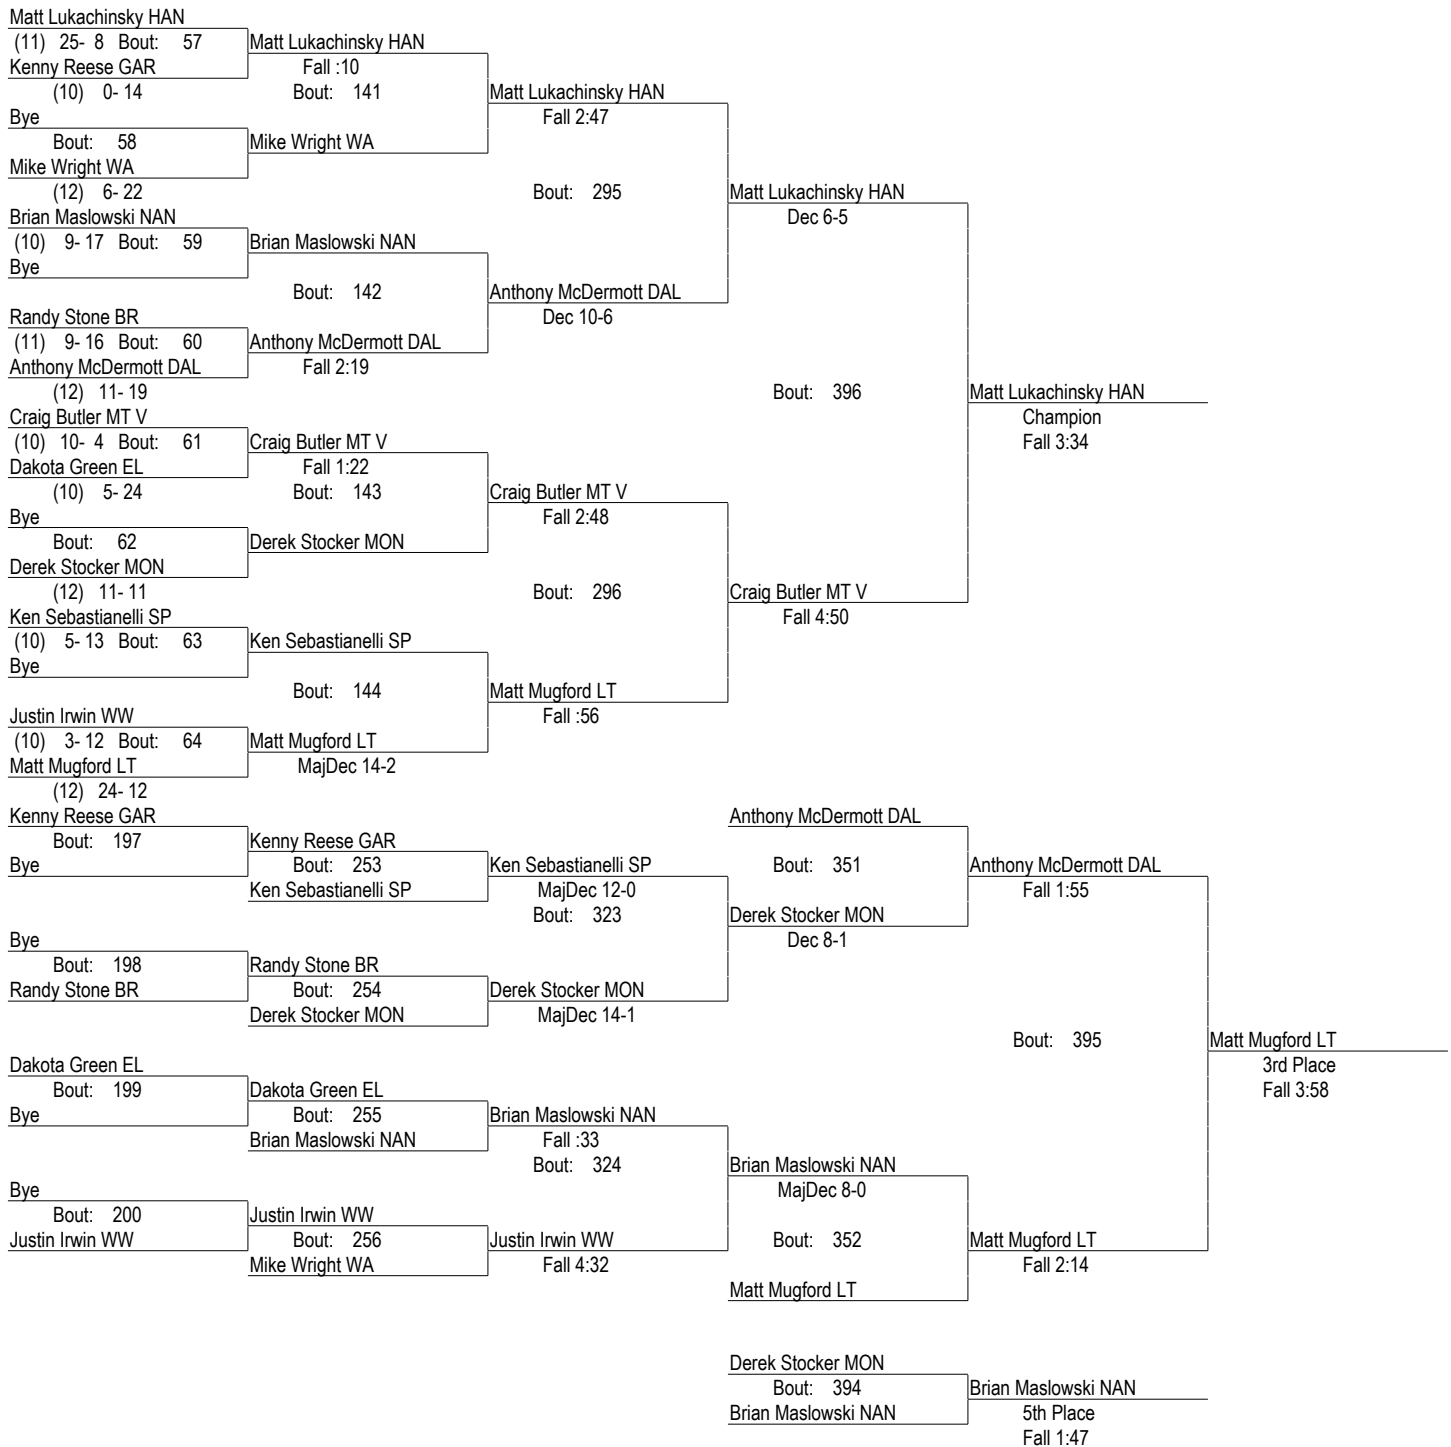 Matt Lukachinsky HAN
(11) 25- 8 Bout: 57 Matt Lukachinsky HAN
Kenny Reese GAR Fall :10
(10) 0- 14 Bout: 141 Matt Lukachinsky HAN
Bye Fall 2:47
Bout: 58 Mike Wright WA
Mike Wright WA
(12) 6- 22 Bout: 295 Matt Lukachinsky HAN
Brian Maslowski NAN Dec 6-5
(10) 9- 17 Bout: 59 Brian Maslowski NAN
Bye
Bout: 142 Anthony McDermott DAL
Randy Stone BR Dec 10-6
(11) 9- 16 Bout: 60 Anthony McDermott DAL
Anthony McDermott DAL Fall 2:19
(12) 11- 19 Bout: 396 Matt Lukachinsky HAN
Craig Butler MT V Champion
(10) 10- 4 Bout: 61 Craig Butler MT V Fall 3:34
Dakota Green EL Fall 1:22
(10) 5- 24 Bout: 143 Craig Butler MT V
Bye Fall 2:48
Bout: 62 Derek Stocker MON
Derek Stocker MON
(12) 11- 11 Bout: 296 Craig Butler MT V
Ken Sebastianelli SP Fall 4:50
(10) 5- 13 Bout: 63 Ken Sebastianelli SP
Bye
Bout: 144 Matt Mugford LT
Justin Irwin WW Fall :56
(10) 3- 12 Bout: 64 Matt Mugford LT
Matt Mugford LT MajDec 14-2
(12) 24- 12
Kenny Reese GAR Anthony McDermott DAL
Bout: 197 Kenny Reese GAR
Bye Bout: 253 Ken Sebastianelli SP Bout: 351 Anthony McDermott DAL
Ken Sebastianelli SP MajDec 12-0 Fall 1:55
Bout: 323 Derek Stocker MON
Bye Dec 8-1
Bout: 198 Randy Stone BR
Randy Stone BR Bout: 254 Derek Stocker MON
Derek Stocker MON MajDec 14-1
Bout: 395 Matt Mugford LT
Dakota Green EL 3rd Place
Bout: 199 Dakota Green EL Fall 3:58
Bye Bout: 255 Brian Maslowski NAN
Brian Maslowski NAN Fall :33
Bout: 324 Brian Maslowski NAN
Bye MajDec 8-0
Bout: 200 Justin Irwin WW
Justin Irwin WW Bout: 256 Justin Irwin WW Bout: 352 Matt Mugford LT
Mike Wright WA Fall 4:32 Fall 2:14
Matt Mugford LT
Derek Stocker MON
Bout: 394 Brian Maslowski NAN
Brian Maslowski NAN 5th Place
Fall 1:47